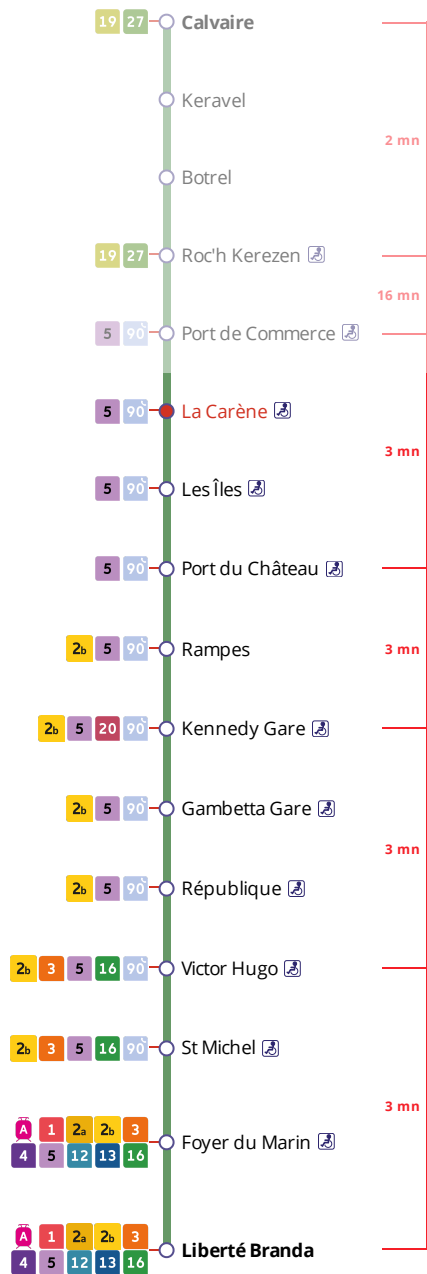 19 27 Calvaire
Keravel
2 mn
Botrel
19 27 Roc'h Kerezen
16 mn
5 90 Port de Commerce
5 90 La Carène
3 mn
5 90 Les Îles
5 90 Port du Château
2b 5 90 Rampes 3 mn
2b 5 20 90 Kennedy Gare
2b 5 90 Gambetta Gare
3 mn
2b 5 90 République
2b 3 5 16 90 Victor Hugo
2b 3 5 16 90 St Michel
3 mn
A 1 2a 2b 3
4 5 12 13 16
Foyer du Marin
A 1 2a 2b 3
4 5 12 13 16
Liberté Branda